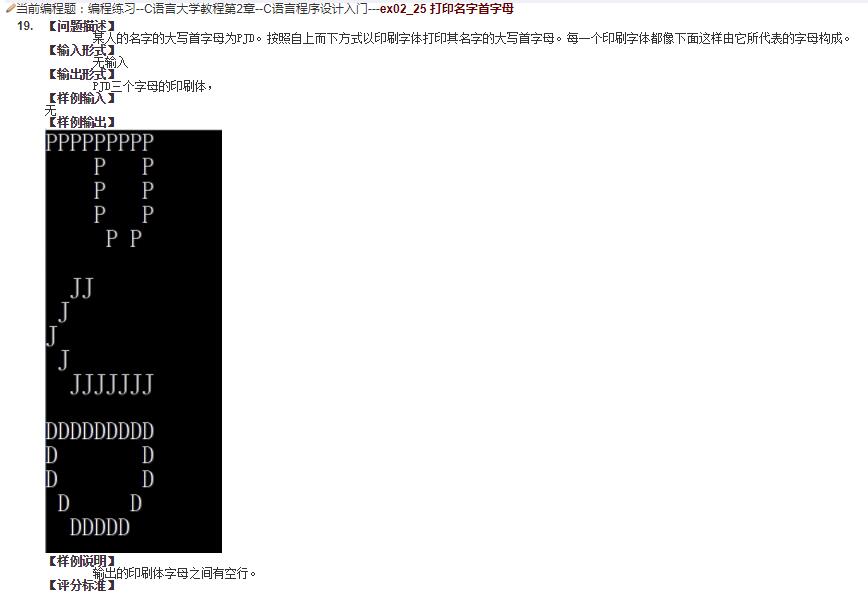 当前编程题：编程练习--C语言大学教程第2章--C语言程序设计入门---ex02_25 打印名字首字母
19. 【问题描述】
某人的名字的大写首字母为PJD。按照自上而下方式以印刷字体打印其名字的大写首字母。每一个印刷字体都像下面这样由它所代表的字母构成。
【输入形式】
无输入
【输出形式】
PJD三个字母的印刷体，
【样例输入】
无
【样例输出】
PPPPPPPPP
    P   P
    P   P
    P   P
     P P
  JJ
 J
J
 J
  JJJJJJJ
DDDDDDDDD
D       D
D       D
 D     D
  DDDDD
【样例说明】
输出的印刷体字母之间有空行。
【评分标准】